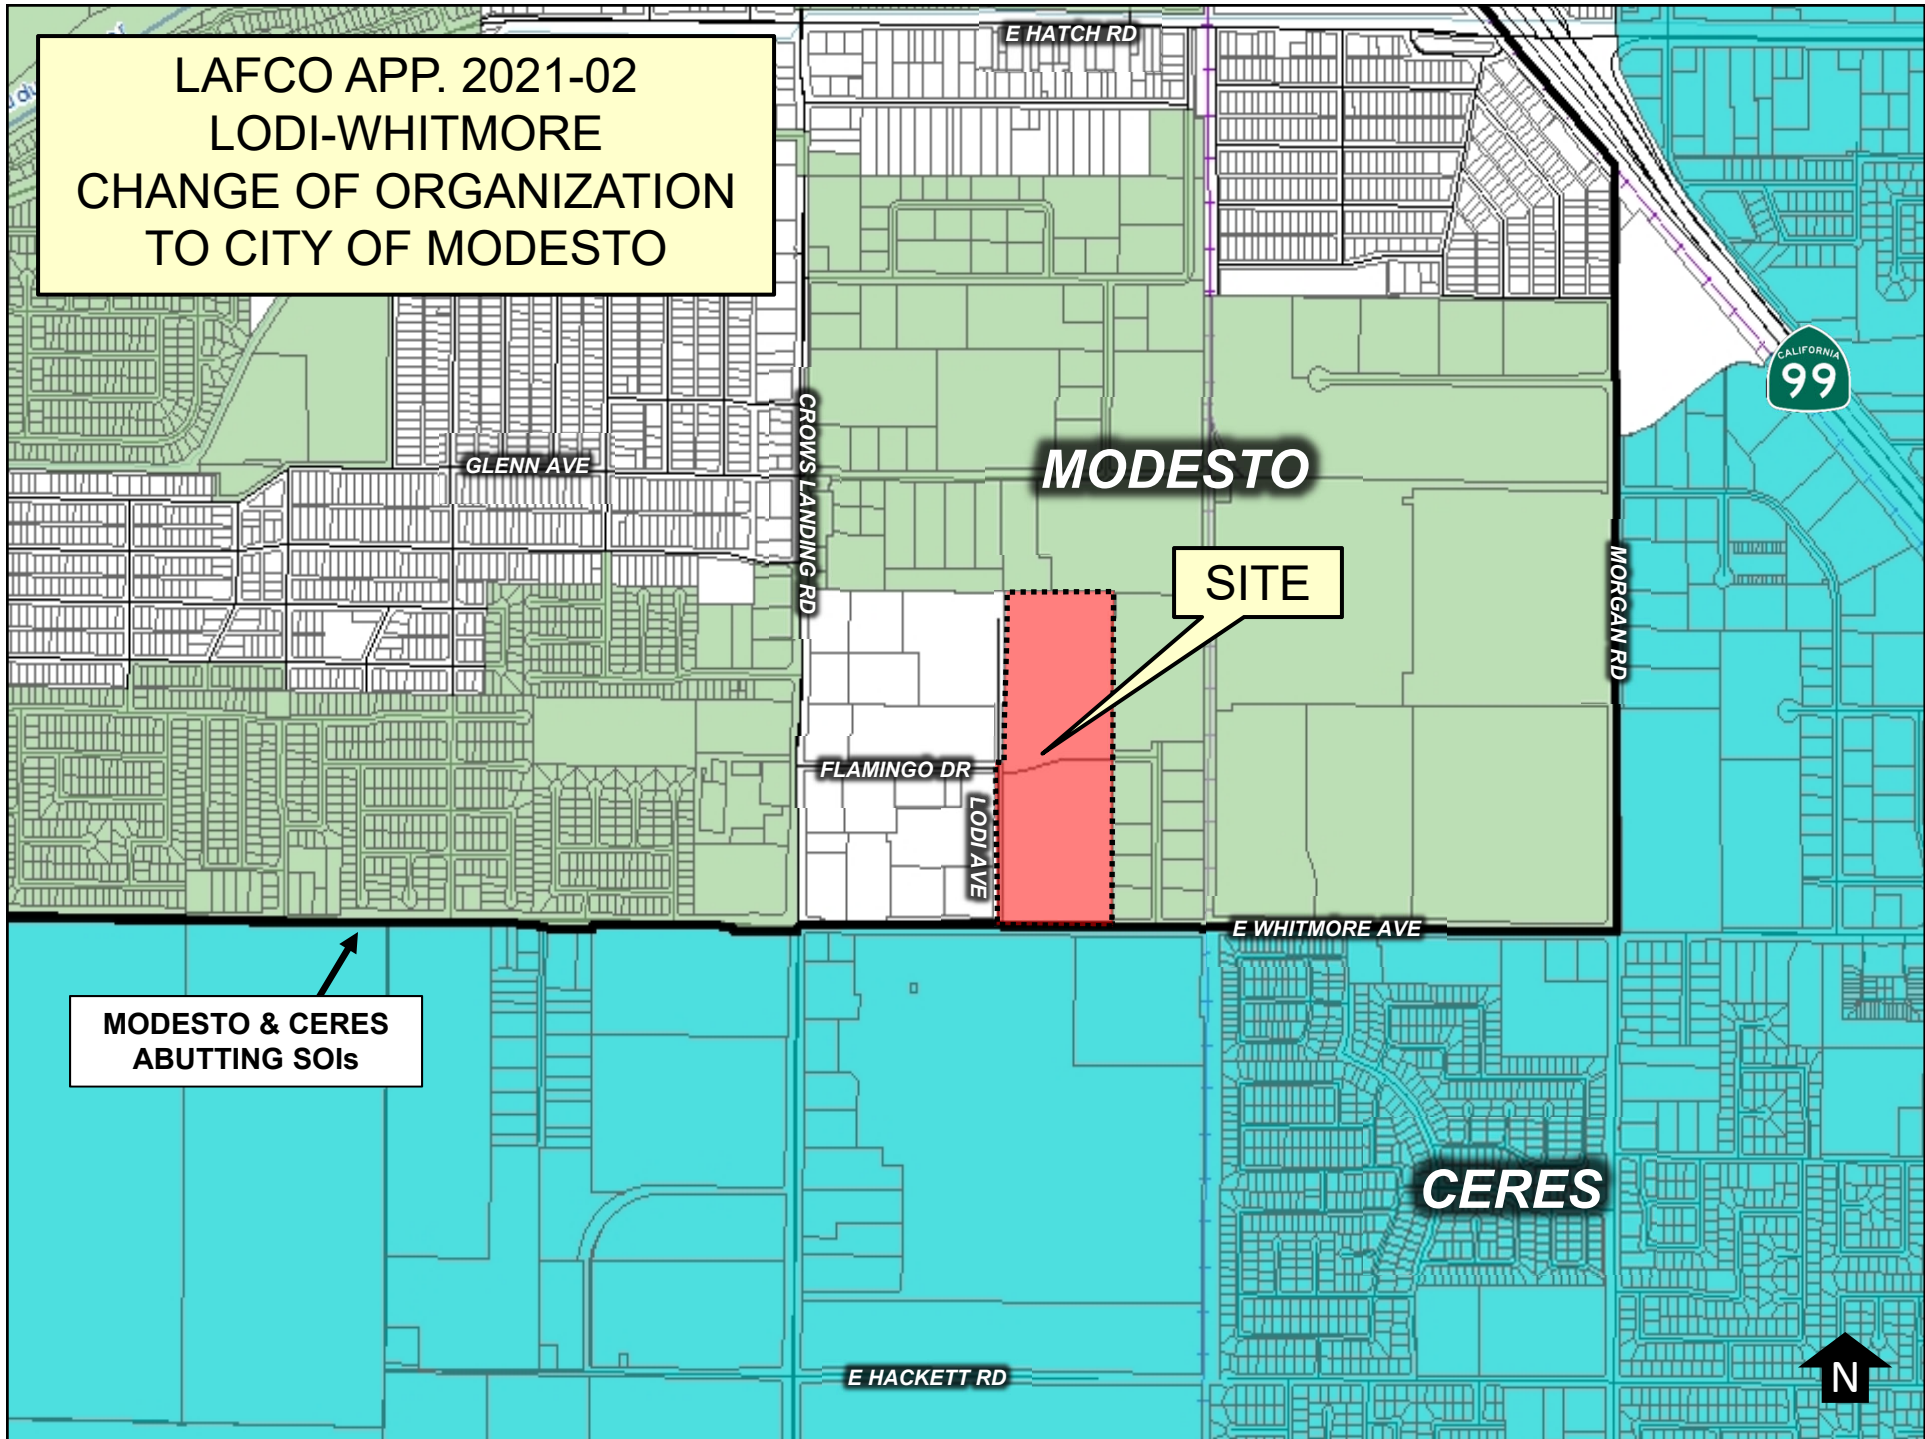 E HATCH RD
LAFCO APP. 2021-02
LODI-WHITMORE
CHANGE OF ORGANIZATION
TO CITY OF MODESTO
CALIFORNIA
99
CROWS LANDING RD
GLENN AVE
MODESTO
SITE
MORGAN RD
FLAMINGO DR
LODI AVE
E WHITMORE AVE
MODESTO & CERES
ABUTTING SOIs
CERES
E HACKETT RD
N